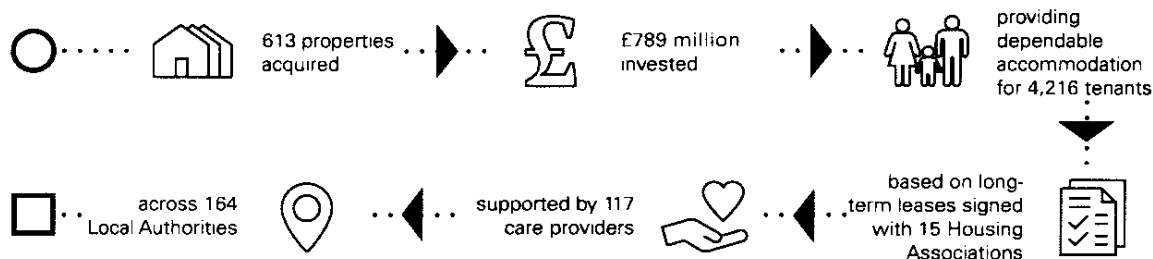 613 properties
acquired
£789 million
invested
providing
dependable
accommodation
for 4,216 tenants
based on long-
term leases signed
with 15 Housing
Associations
supported by 117
care providers
across 164
Local Authorities